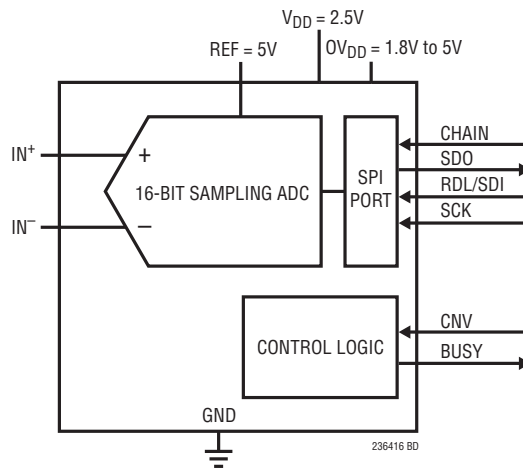 V_DD = 2.5V
REF = 5V
OV_DD = 1.8V to 5V
CHAIN
IN⁺
+
SDO
16-BIT SAMPLING ADC
SPI
PORT
RDL/SDI
IN⁻
−
SCK
CNV
CONTROL LOGIC
BUSY
GND
236416 BD